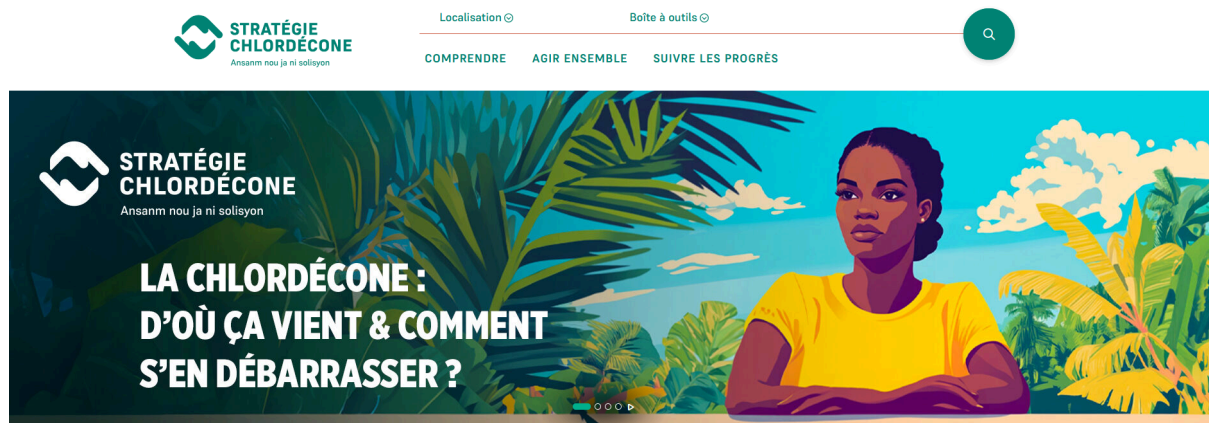 STRATÉGIE
CHLORDÉCONE
Ansanm nou ja ni solisyon
Localisation
Boîte à outils
COMPRENDRE
AGIR ENSEMBLE
SUIVRE LES PROGRÈS
STRATÉGIE
CHLORDÉCONE
Ansanm nou ja ni solisyon
LA CHLORDÉCONE :
D’OÙ ÇA VIENT & COMMENT
S’EN DÉBARRASSER ?